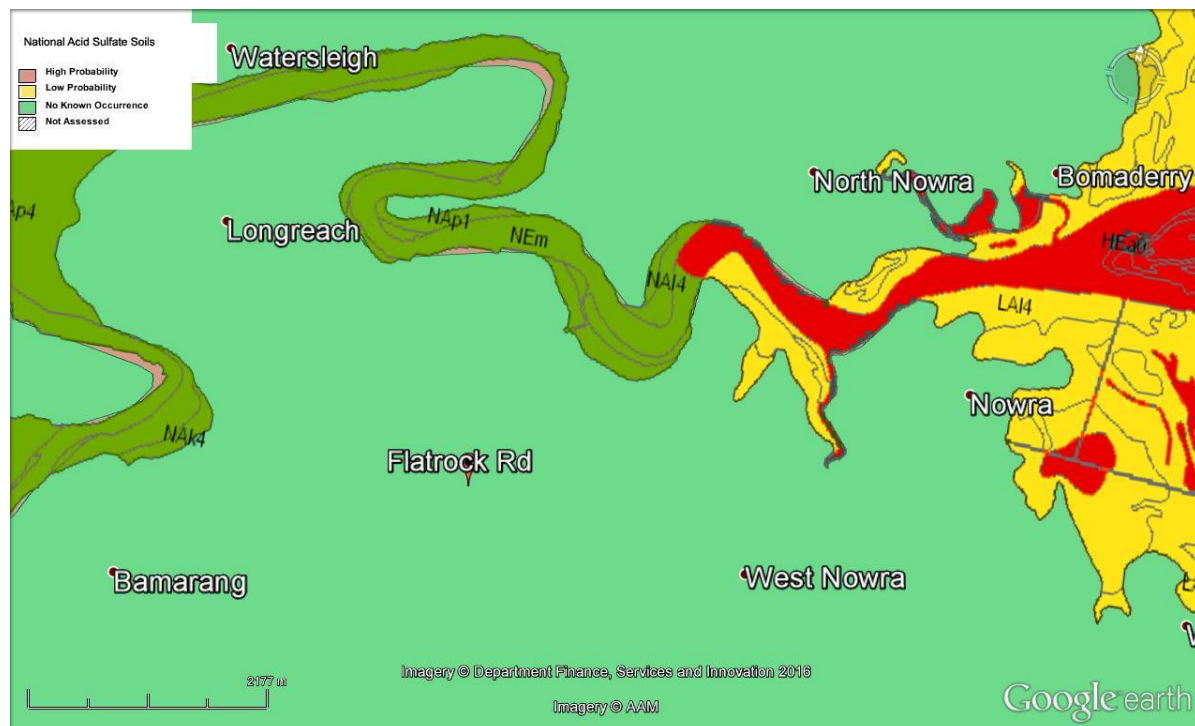 National Acid Sulfate Soils
High Probability
Low Probability
No Known Occurrence
Not Assessed
Watersleigh
N
North Nowra
Bomaderry
Ap4
Longreach
NAp1
NEm
HEa0
NAl4
LAl4
NAk4
Nowra
Flatrock Rd
Bamarang
West Nowra
Imagery © Department Finance, Services and Innovation 2016
2177 m
Imagery © AAM
Google earth